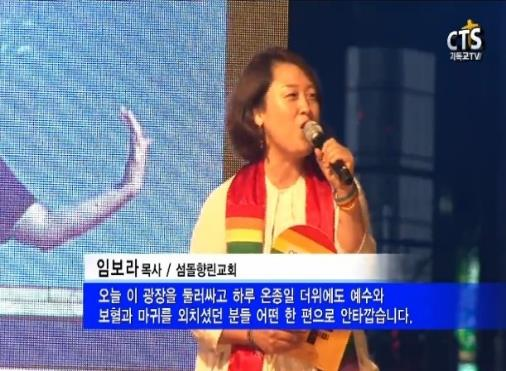 CTS
기독교TV
임보라 목사 / 섬돌향린교회
오늘 이 광장을 둘러싸고 하루 온종일 더위에도 예수와
보혈과 마귀를 외치셨던 분들 어떤 한 편으로 안타깝습니다.